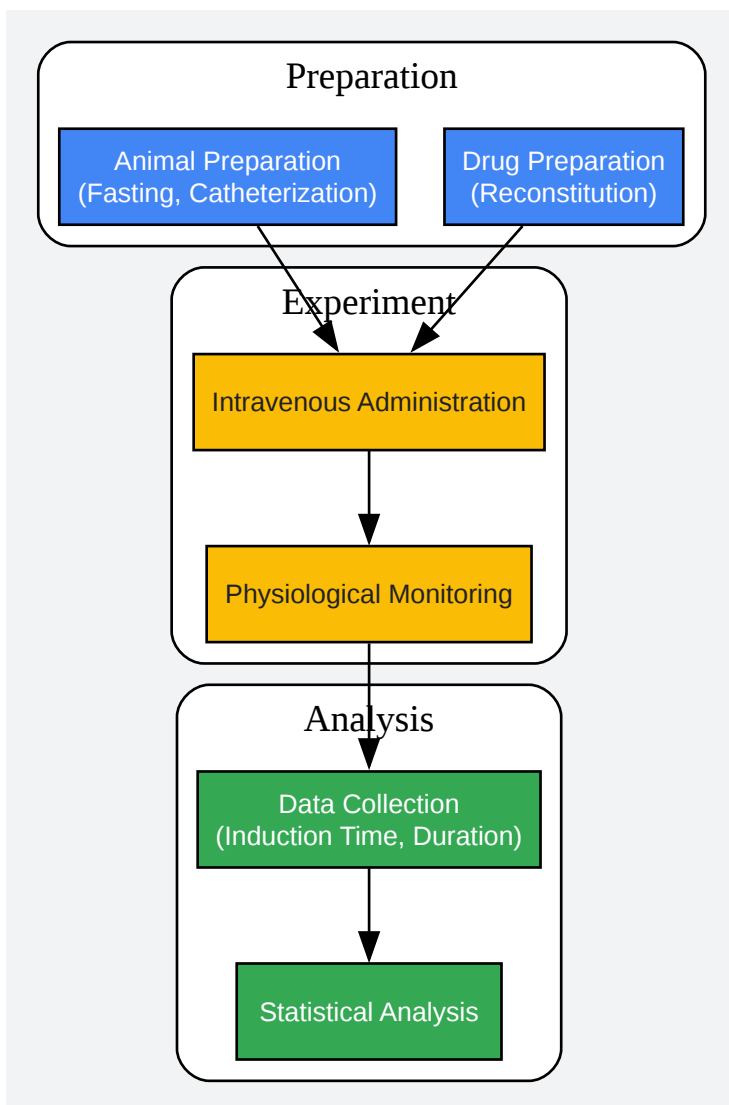 Preparation
Animal Preparation
(Fasting, Catheterization)
Drug Preparation
(Reconstitution)
Experiment
Intravenous Administration
Physiological Monitoring
Analysis
Data Collection
(Induction Time, Duration)
Statistical Analysis